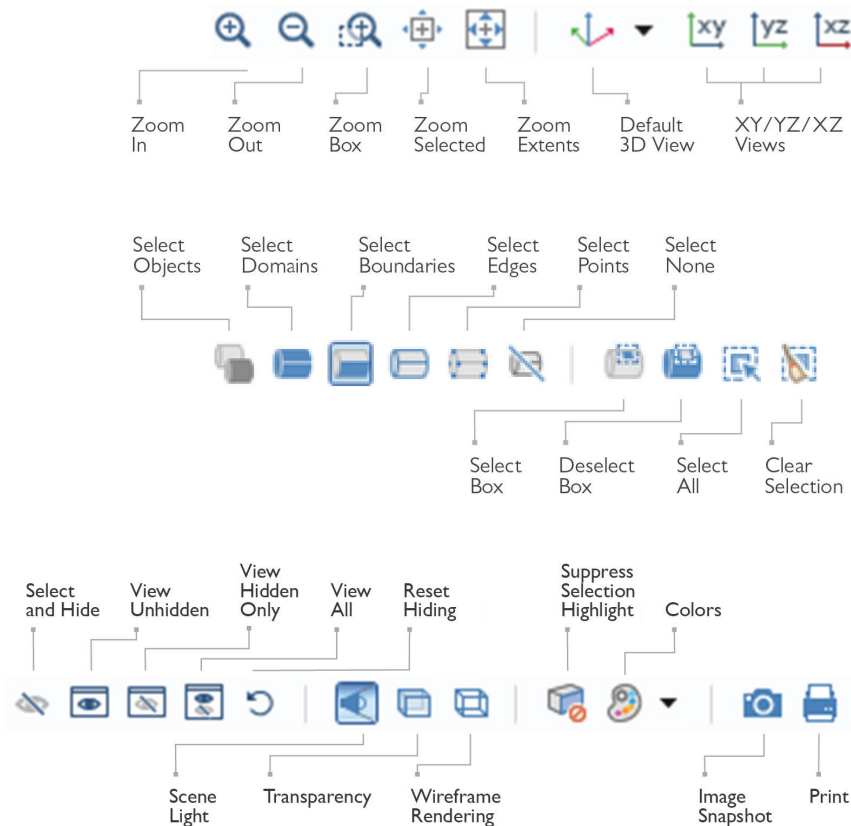 xy yz xz
Zoom In
Zoom Out
Zoom Box
Zoom Selected
Zoom Extents
Default 3D View
XY/YZ/XZ Views
Select Objects
Select Domains
Select Boundaries
Select Edges
Select Points
Select None
Select Box
Deselect Box
Select All
Clear Selection
Select and Hide
View Unhidden
View Hidden Only
View All
Reset Hiding
Suppress Selection Highlight
Colors
Scene Light
Transparency
Wireframe Rendering
Image Snapshot
Print